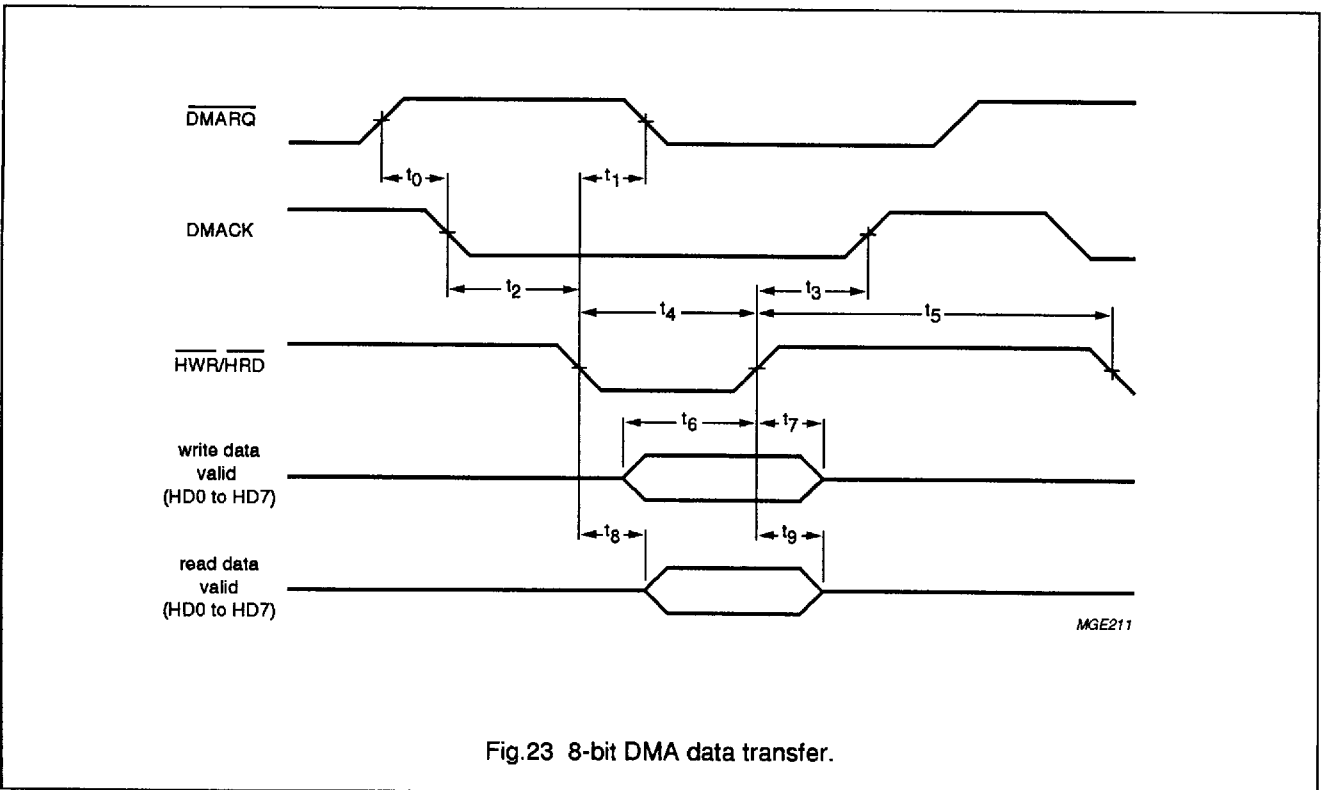 DMARQ
t0
t1
DMACK
t2
t3
t4
t5
HWR/HRD
t6
t7
write data
valid
(HD0 to HD7)
t8
t9
read data
valid
(HD0 to HD7)
MGE211
Fig.23 8-bit DMA data transfer.